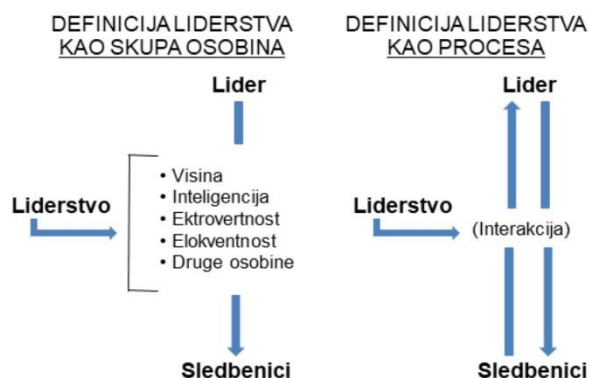 DEFINICIJA LIDERSTVA
KAO SKUPA OSOBINA
Lider
Liderstvo
• Visina
• Inteligencija
• Ektrovertnost
• Elokventnost
• Druge osobine
Sledbenici
DEFINICIJA LIDERSTVA
KAO PROCESA
Lider
Liderstvo
(Interakcija)
Sledbenici